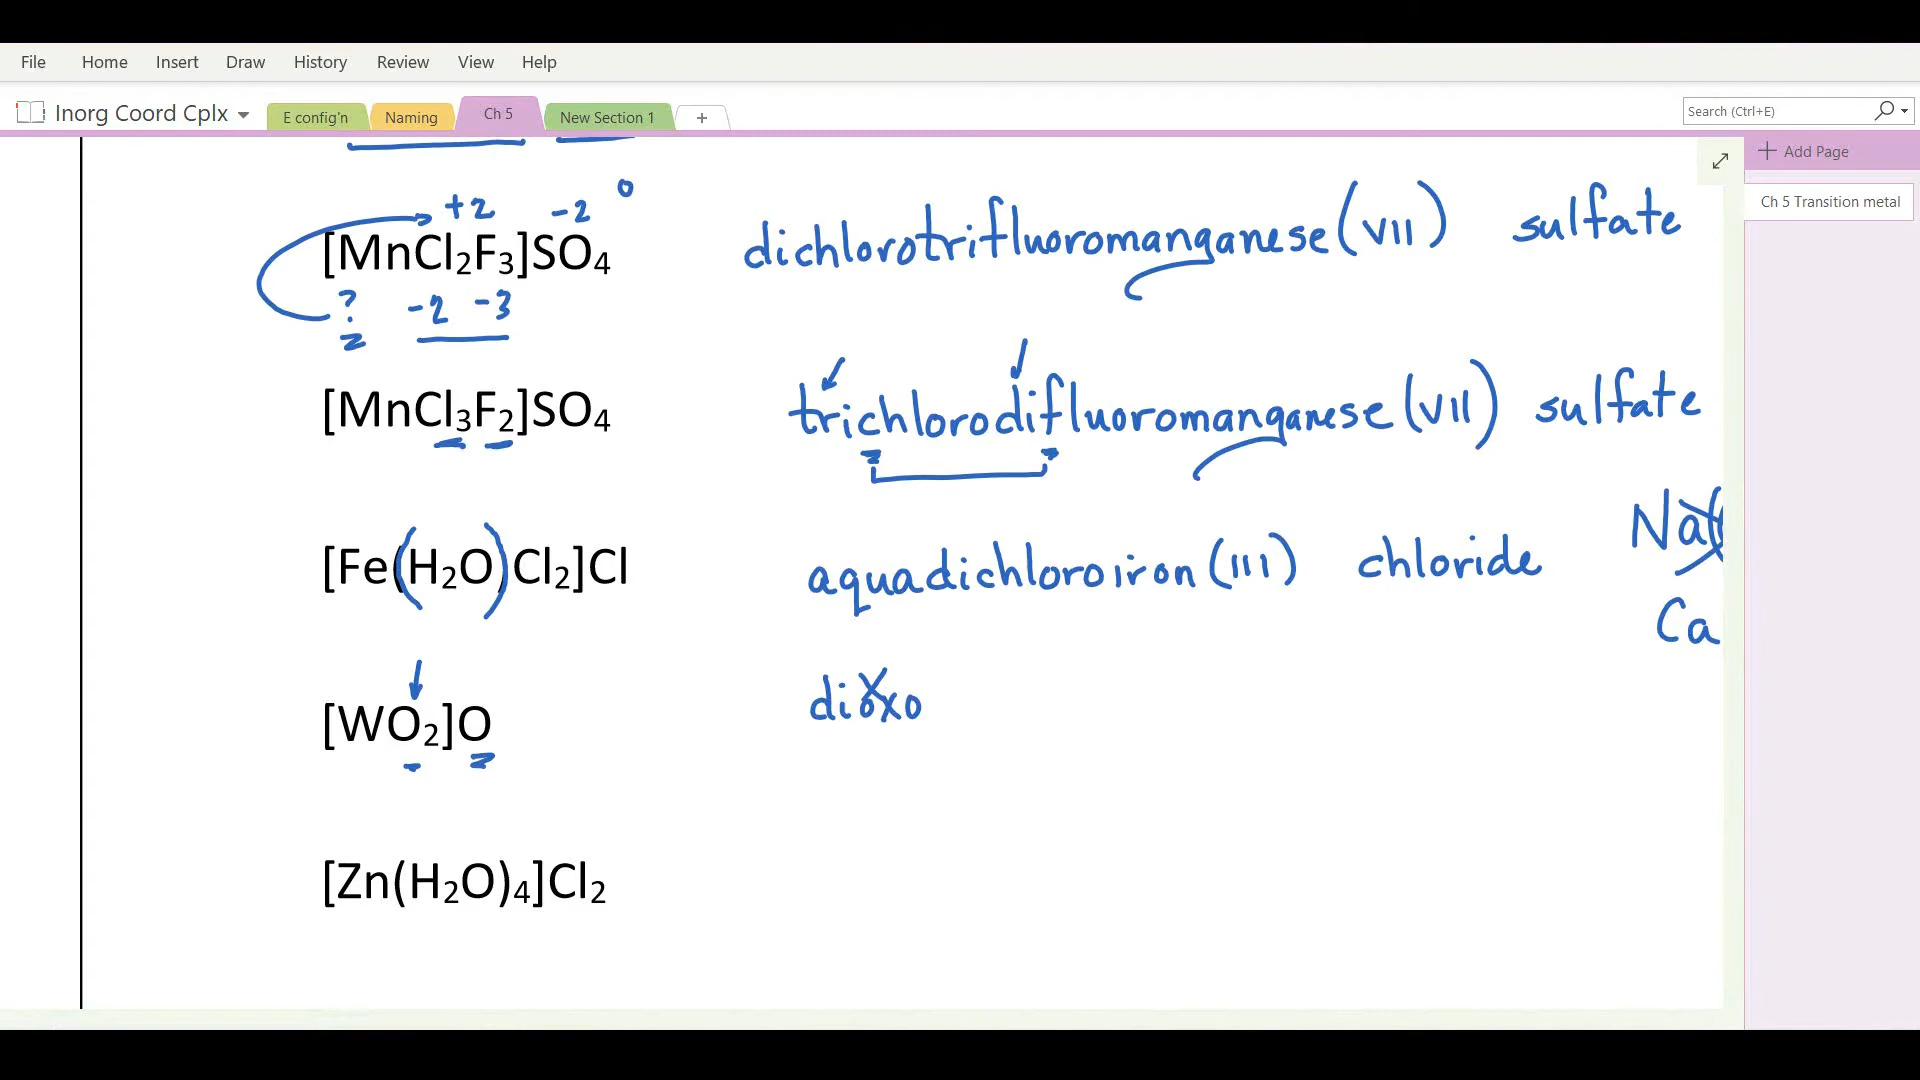 File Home Insert Draw History Review View Help
Inorg Coord Cplx E config'n Naming Ch 5 New Section 1 + Search (Ctrl+E)
+ Add Page
Ch 5 Transition metal
+2 -2 0
[MnCl₂F₃]SO₄ dichlorotrifluoromanganese(VII) sulfate
? -2 -3
[MnCl₃F₂]SO₄ trichlorodifluoromanganese(VII) sulfate
Na(
[Fe(H₂O)Cl₂]Cl aquadichloroiron(III) chloride
Ca
[WO₂]O dioxo
[Zn(H₂O)₄]Cl₂